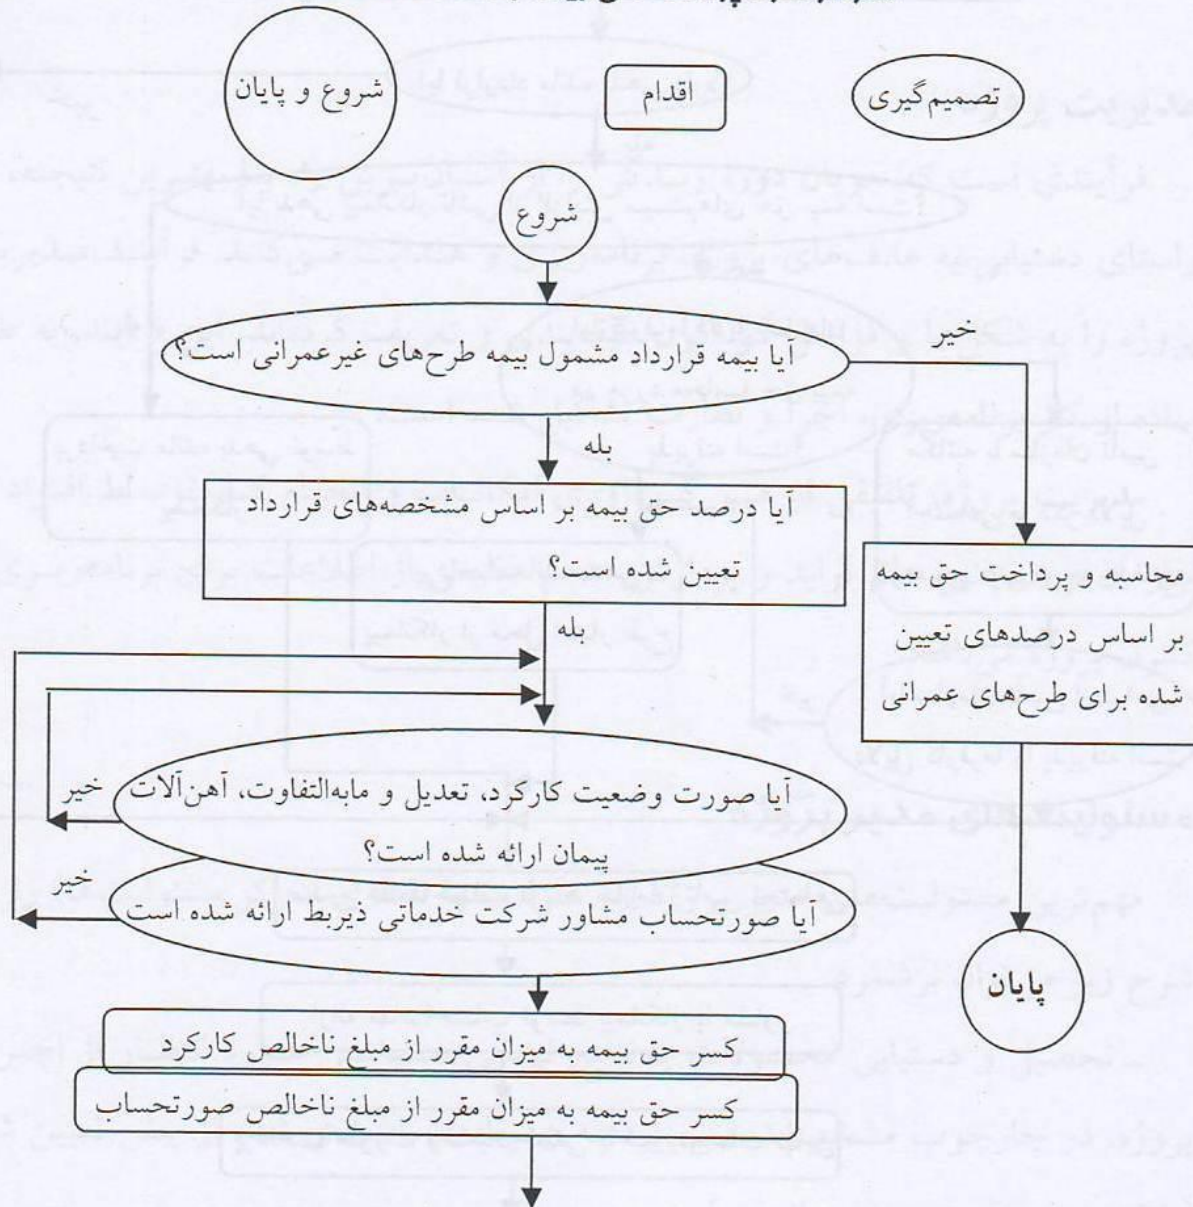 شروع و پایان
اقدام
تصمیم‌گیری
شروع
آیا بیمه قرارداد مشمول بیمه طرح‌های غیرعمرانی است؟
خیر
بله
آیا درصد حق بیمه بر اساس مشخصه‌های قرارداد
تعیین شده است؟
بله
محاسبه و پرداخت حق بیمه
بر اساس درصدهای تعیین
شده برای طرح‌های عمرانی
آیا صورت وضعیت کارکرد، تعدیل و مابه‌التفاوت، آهن‌آلات
پیمان ارائه شده است؟
خیر
آیا صورتحساب مشاور شرکت خدماتی ذیربط ارائه شده است
خیر
پایان
کسر حق بیمه به میزان مقرر از مبلغ ناخالص کارکرد
کسر حق بیمه به میزان مقرر از مبلغ ناخالص صورتحساب